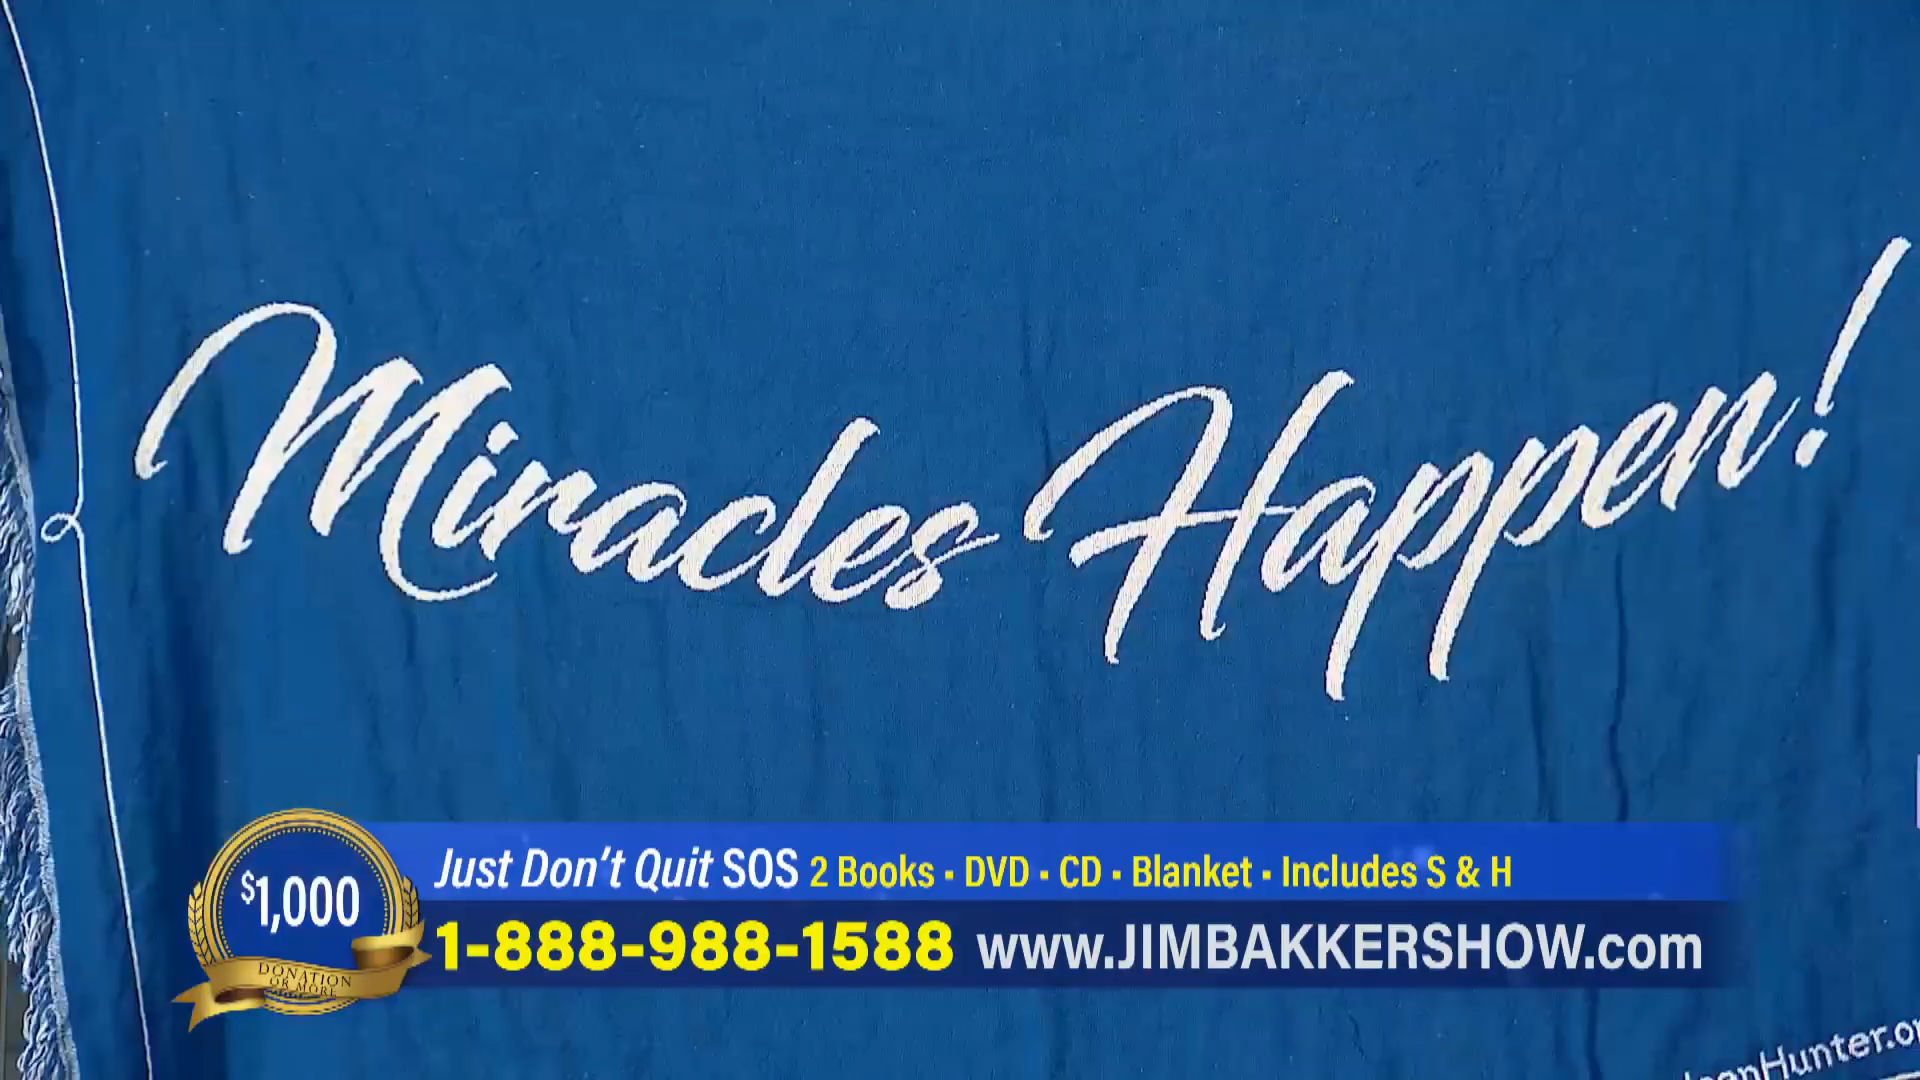 Miracles Happen!
$1,000
DONATION
OR MORE
Just Don't Quit SOS 2 Books · DVD · CD · Blanket · Includes S & H
1-888-988-1588 www.JIMBAKKERSHOW.com